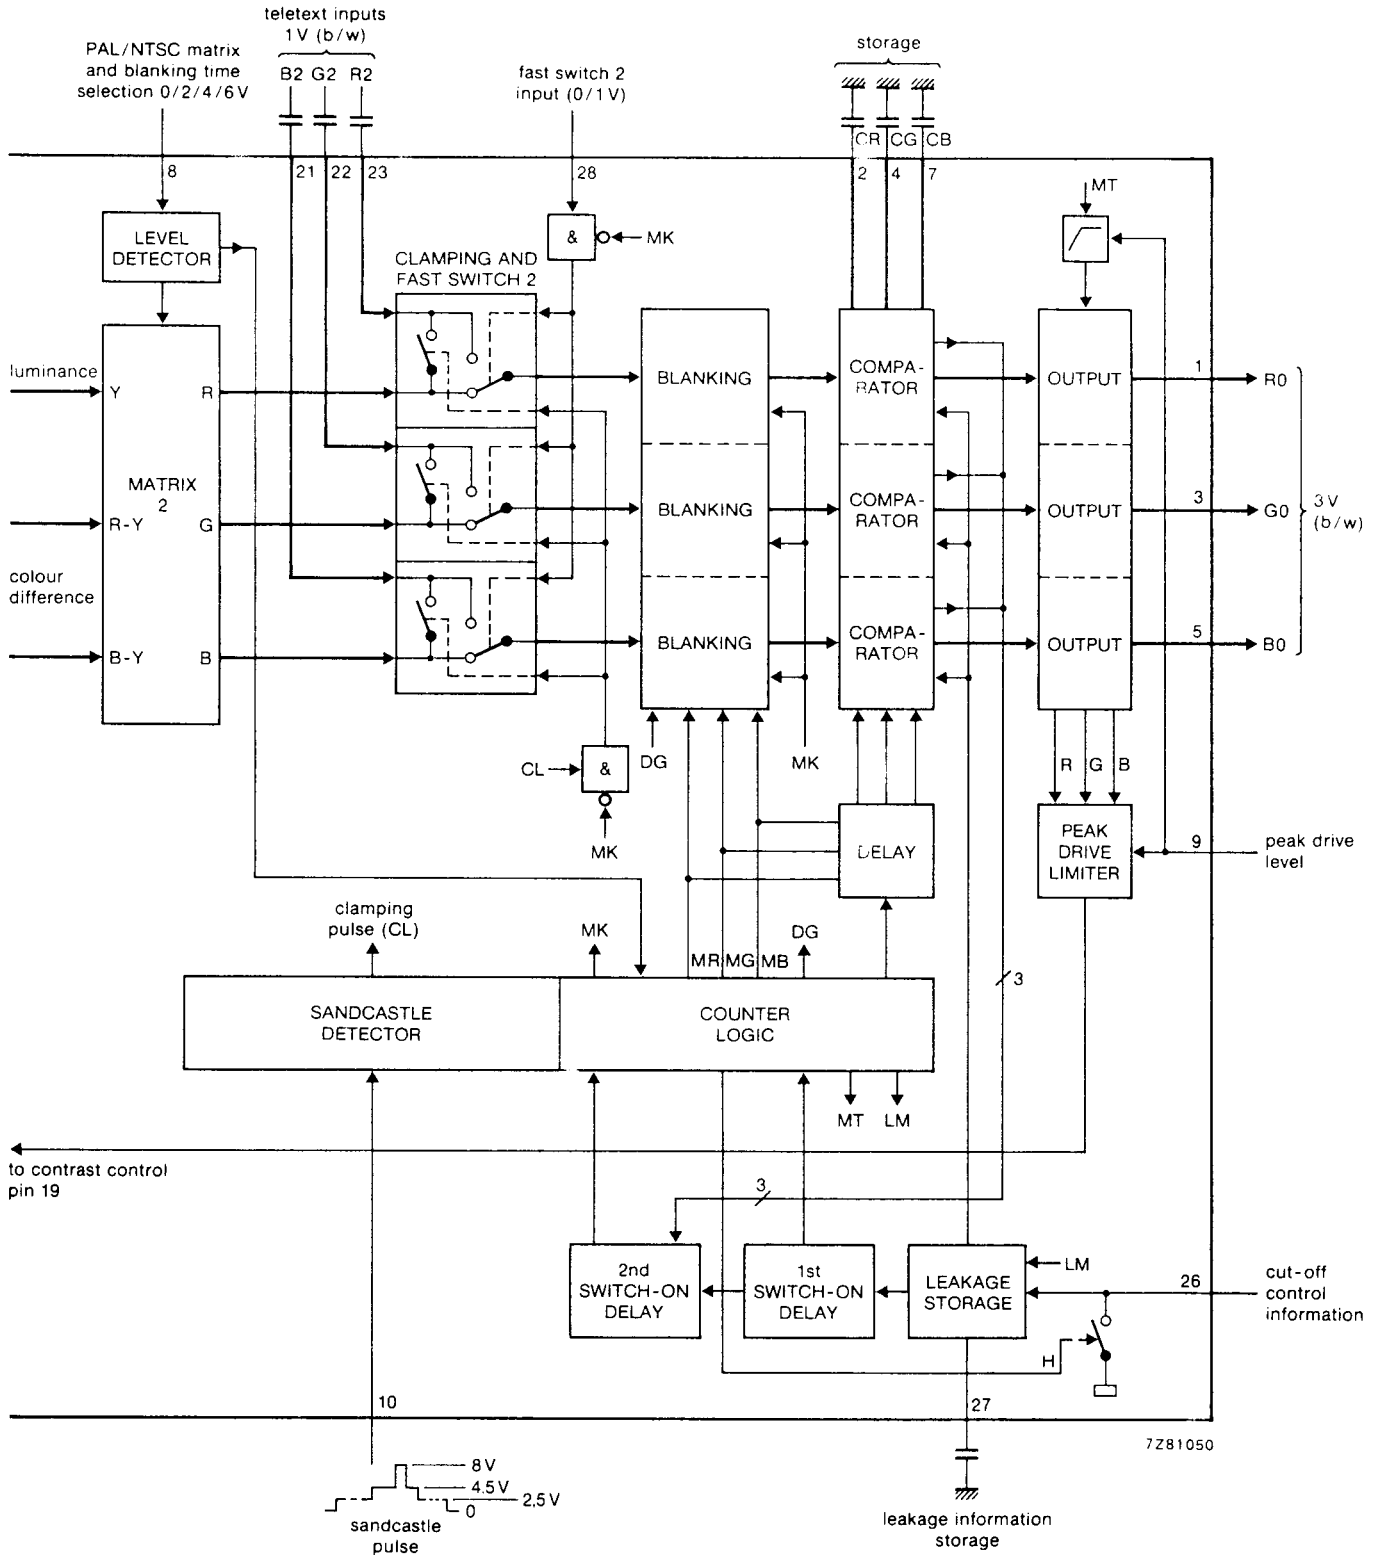 teletext inputs
1 V (b/w)
B2 G2 R2
PAL/NTSC matrix
and blanking time
selection 0/2/4/6 V
fast switch 2
input (0/1 V)
storage
CR CG CB
8
21
22
23
28
2
4
7
MT
LEVEL
DETECTOR
&
MK
CLAMPING AND
FAST SWITCH 2
luminance
Y
R
BLANKING
COMPA-
RATOR
OUTPUT
1
R0
MATRIX
2
R-Y
G
BLANKING
COMPA-
RATOR
OUTPUT
3
G0
3 V
(b/w)
colour
difference
B-Y
B
BLANKING
COMPA-
RATOR
OUTPUT
5
B0
CL
&
MK
DG
MK
R
G
B
DELAY
PEAK
DRIVE
LIMITER
9
peak drive
level
clamping
pulse (CL)
MK
MR
MG
MB
DG
3
SANDCASTLE
DETECTOR
COUNTER
LOGIC
MT
LM
to contrast control
pin 19
3
2nd
SWITCH-ON
DELAY
1st
SWITCH-ON
DELAY
LEAKAGE
STORAGE
LM
26
cut-off
control
information
H
10
27
7Z81050
8 V
4.5 V
2,5 V
0
sandcastle
pulse
leakage information
storage